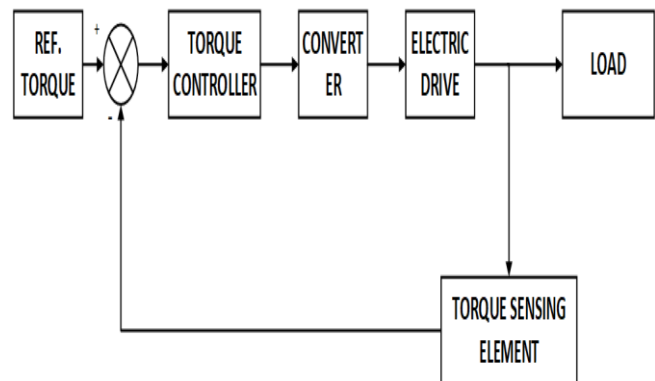 REF.
TORQUE
+
-
TORQUE
CONTROLLER
CONVERT
ER
ELECTRIC
DRIVE
LOAD
TORQUE SENSING
ELEMENT